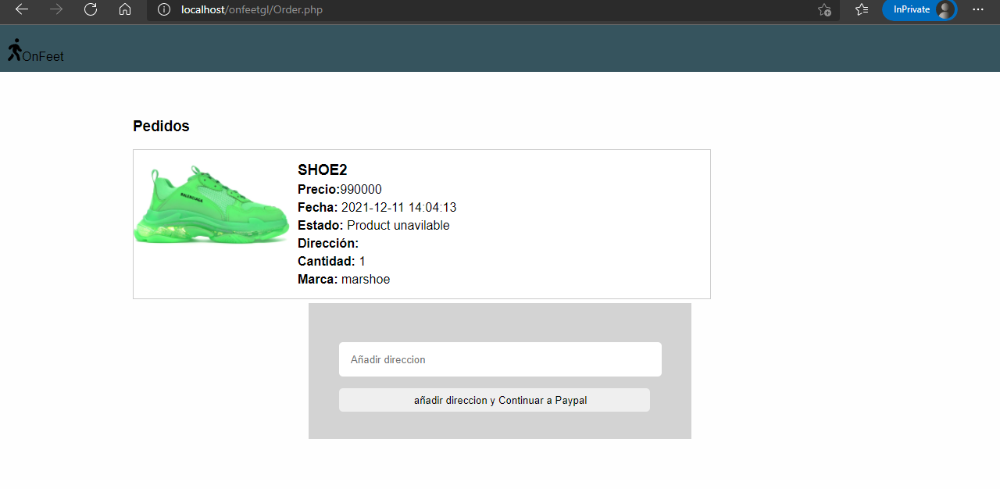 localhost/onfeetgl/Order.php
InPrivate
OnFeet
Pedidos
BALENCIAGA
SHOE2
Precio:990000
Fecha: 2021-12-11 14:04:13
Estado: Product unavilable
Dirección:
Cantidad: 1
Marca: marshoe
Añadir direccion
añadir direccion y Continuar a Paypal